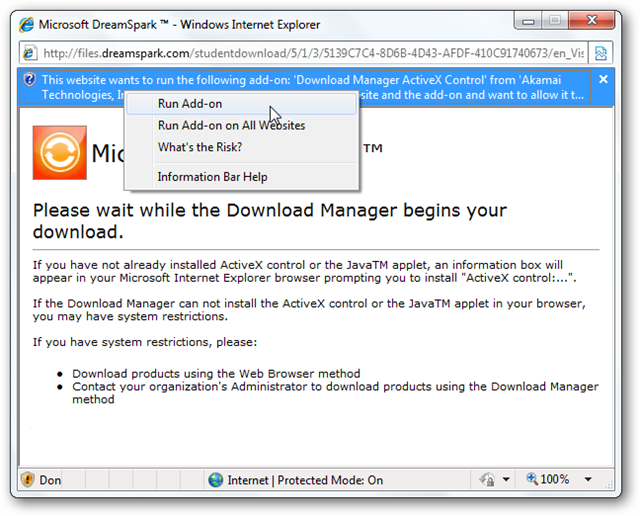 Microsoft DreamSpark ™ - Windows Internet Explorer
http://files.dreamspark.com/studentdownload/5/1/3/5139C7C4-8D6B-4D43-AFDF-410C91740673/en_Vis
This website wants to run the following add-on: 'Download Manager ActiveX Control' from 'Akamai
Technologies, In site and the add-on and want to allow it t...
Run Add-on
Run Add-on on All Websites
What's the Risk?
Information Bar Help
Mic ™
Please wait while the Download Manager begins your
download.
If you have not already installed ActiveX control or the JavaTM applet, an information box will
appear in your Microsoft Internet Explorer browser prompting you to install "ActiveX control:...".
If the Download Manager can not install the ActiveX control or the JavaTM applet in your browser,
you may have system restrictions.
If you have system restrictions, please:
• Download products using the Web Browser method
• Contact your organization's Administrator to download products using the Download Manager
method
Don
Internet | Protected Mode: On
100%